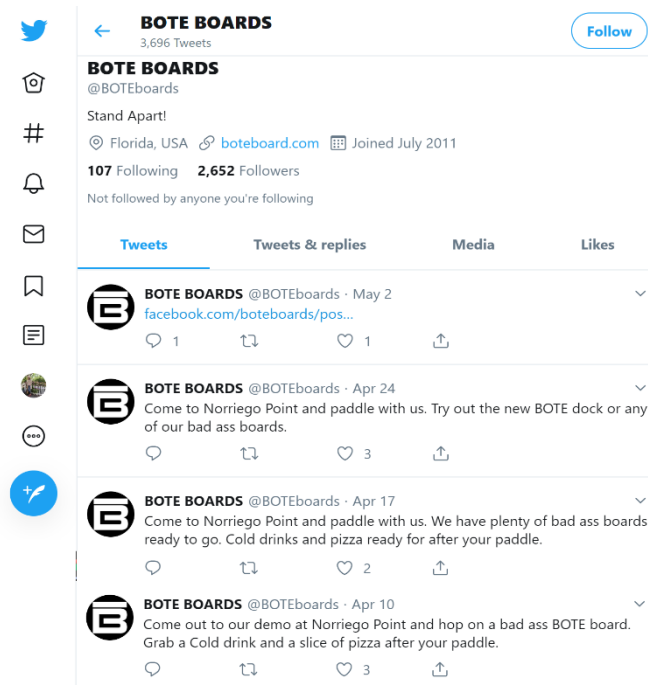 BOTE BOARDS
3,696 Tweets
Follow
BOTE BOARDS
@BOTEboards
Stand Apart!
Florida, USA boteboard.com Joined July 2011
107 Following 2,652 Followers
Not followed by anyone you're following
Tweets Tweets & replies Media Likes
BOTE BOARDS @BOTEboards · May 2
facebook.com/boteboards/pos...
1 1
BOTE BOARDS @BOTEboards · Apr 24
Come to Norriego Point and paddle with us. Try out the new BOTE dock or any
of our bad ass boards.
3
BOTE BOARDS @BOTEboards · Apr 17
Come to Norriego Point and paddle with us. We have plenty of bad ass boards
ready to go. Cold drinks and pizza ready for after your paddle.
2
BOTE BOARDS @BOTEboards · Apr 10
Come out to our demo at Norriego Point and hop on a bad ass BOTE board.
Grab a Cold drink and a slice of pizza after your paddle.
3